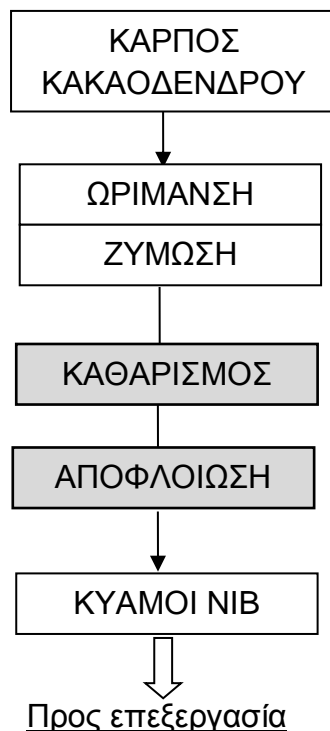 ΚΑΡΠΟΣ
ΚΑΚΑΟΔΕΝΔΡΟΥ
ΩΡΙΜΑΝΣΗ
ΖΥΜΩΣΗ
ΚΑΘΑΡΙΣΜΟΣ
ΑΠΟΦΛΟΙΩΣΗ
ΚΥΑΜΟΙ ΝΙΒ
Προς επεξεργασία